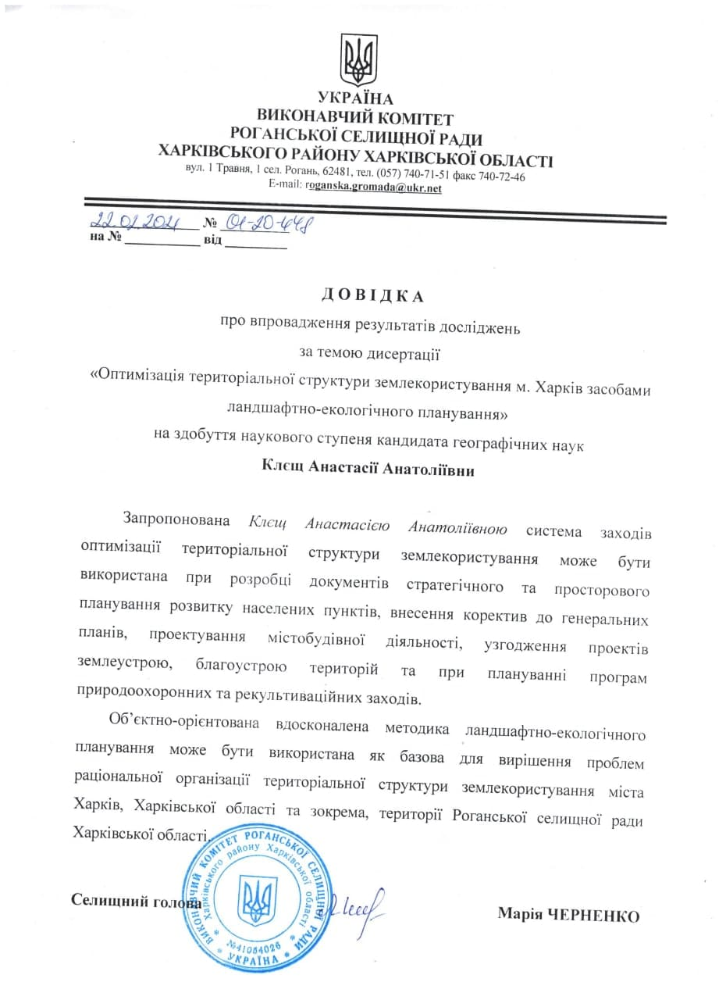 УКРАЇНА
ВИКОНАВЧИЙ КОМІТЕТ
РОГАНСЬКОЇ СЕЛИЩНОЇ РАДИ
ХАРКІВСЬКОГО РАЙОНУ ХАРКІВСЬКОЇ ОБЛАСТІ
вул. 1 Травня, 1 сел. Рогань, 62481, тел. (057) 740-71-51 факс 740-72-46
E-mail: roganska.gromada@ukr.net
22.02.2021 № 01-20-448
на № ____________ від __________
Д О В І Д К А
про впровадження результатів досліджень
за темою дисертації
«Оптимізація територіальної структури землекористування м. Харків засобами
ландшафтно-екологічного планування»
на здобуття наукового ступеня кандидата географічних наук
Клєщ Анастасії Анатоліївни
Запропонована Клєщ Анастасією Анатоліївною система заходів
оптимізації територіальної структури землекористування може бути
використана при розробці документів стратегічного та просторового
планування розвитку населених пунктів, внесення коректив до генеральних
планів, проектування містобудівної діяльності, узгодження проектів
землеустрою, благоустрою територій та при плануванні програм
природоохоронних та рекультиваційних заходів.
Об’єктно-орієнтована вдосконалена методика ландшафтно-екологічного
планування може бути використана як базова для вирішення проблем
раціональної організації територіальної структури землекористування міста
Харків, Харківської області та зокрема, території Роганської селищної ради
Харківської області.
Селищний голова
Марія ЧЕРНЕНКО
ВИКОНАВЧИЙ КОМІТЕТ РОГАНСЬКОЇ СЕЛИЩНОЇ РАДИ
Харківського району Харківської області
№41084026
* УКРАЇНА *